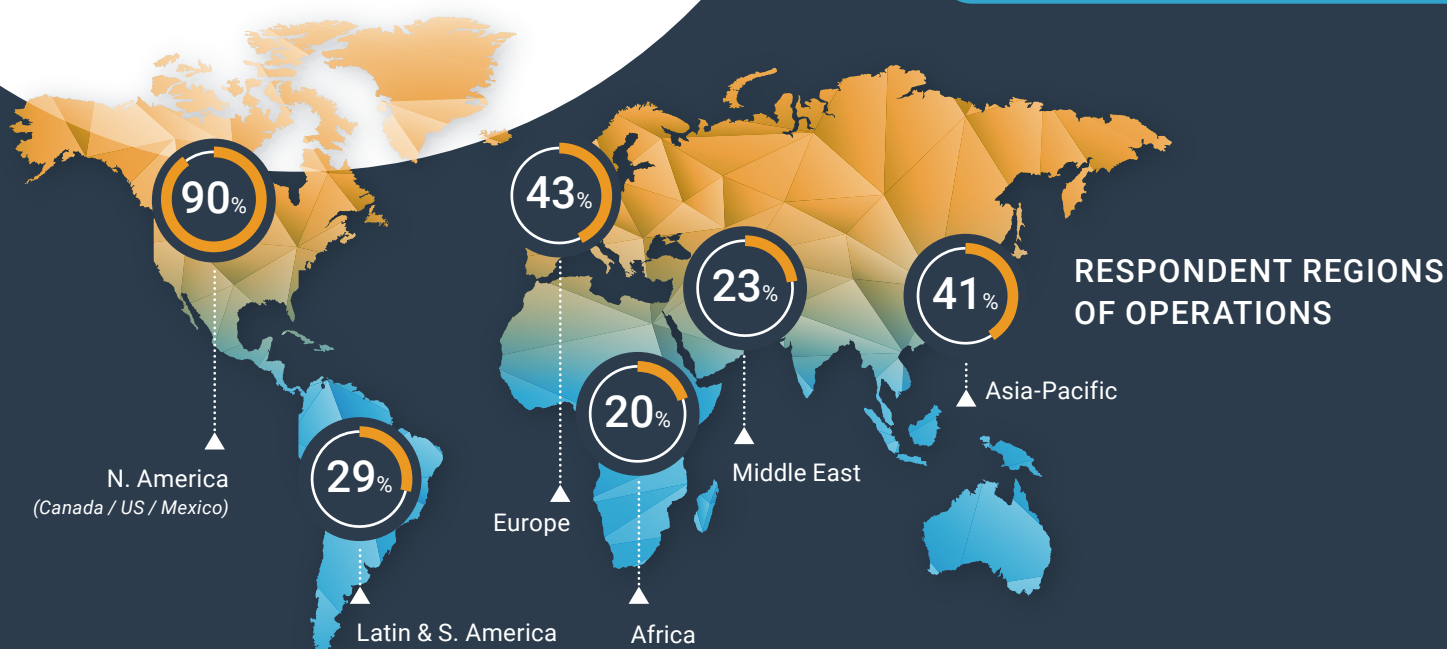 90%
43%
23%
41%
RESPONDENT REGIONS
OF OPERATIONS
Asia-Pacific
20%
29%
N. America
(Canada / US / Mexico)
Middle East
Europe
Latin & S. America
Africa